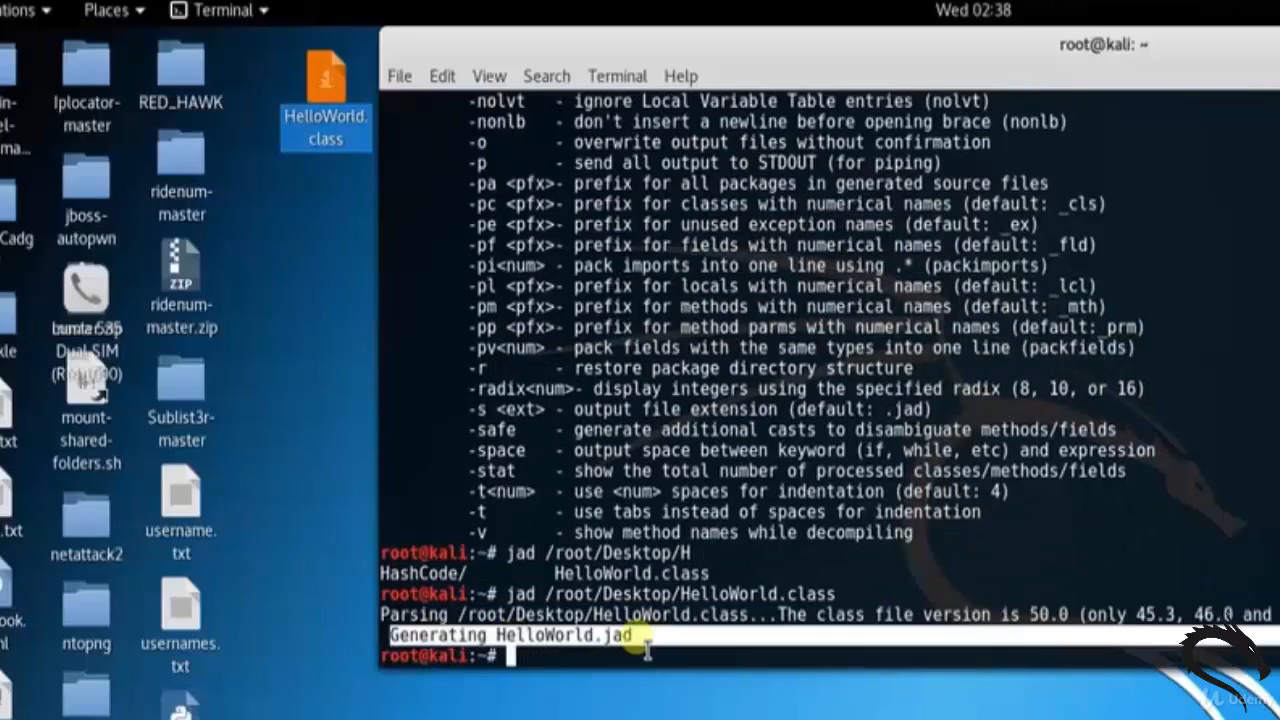 ations ▾ Places ▾ Terminal ▾ Wed 02:38
root@kali: ~
File Edit View Search Terminal Help
-nolvt - ignore Local Variable Table entries (nolvt)
-nonlb - don't insert a newline before opening brace (nonlb)
-o - overwrite output files without confirmation
-p - send all output to STDOUT (for piping)
-pa <pfx>- prefix for all packages in generated source files
-pc <pfx>- prefix for classes with numerical names (default: _cls)
-pe <pfx>- prefix for unused exception names (default: _ex)
-pf <pfx>- prefix for fields with numerical names (default: _fld)
-pi<num> - pack imports into one line using .* (packimports)
-pl <pfx>- prefix for locals with numerical names (default: _lcl)
-pm <pfx>- prefix for methods with numerical names (default: _mth)
-pp <pfx>- prefix for method parms with numerical names (default:_prm)
-pv<num> - pack fields with the same types into one line (packfields)
-r - restore package directory structure
-radix<num>- display integers using the specified radix (8, 10, or 16)
-s <ext> - output file extension (default: .jad)
-safe - generate additional casts to disambiguate methods/fields
-space - output space between keyword (if, while, etc) and expression
-stat - show the total number of processed classes/methods/fields
-t<num> - use <num> spaces for indentation (default: 4)
-t - use tabs instead of spaces for indentation
-v - show method names while decompiling
root@kali:~# jad /root/Desktop/H
HashCode/ HelloWorld.class
root@kali:~# jad /root/Desktop/HelloWorld.class
Parsing /root/Desktop/HelloWorld.class...The class file version is 50.0 (only 45.3, 46.0 and
Generating HelloWorld.jad
root@kali:~#
HelloWorld.
class
RED_HAWK
ridenum-
master
ZIP
ridenum-
master.zip
Sublist3r-
master
username.
txt
usernames.
txt
Iplocator-
master
jboss-
autopwn
Dual SIM
mount-
shared-
folders.sh
netattack2
ntopng
in-
el-
ma...
Cadg
kle
txt
.txt
ook.
ml
Udemy